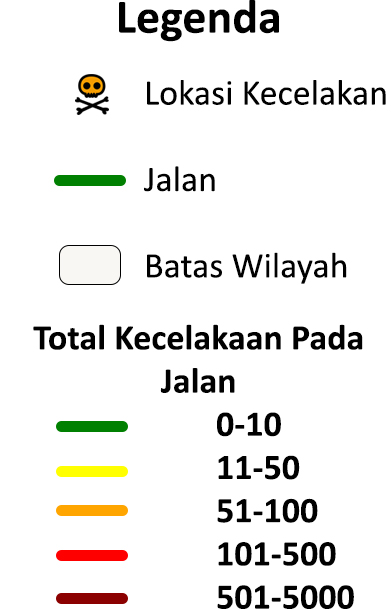 Legenda
Lokasi Kecelakan
Jalan
Batas Wilayah
Total Kecelakaan Pada
Jalan
0-10
11-50
51-100
101-500
501-5000